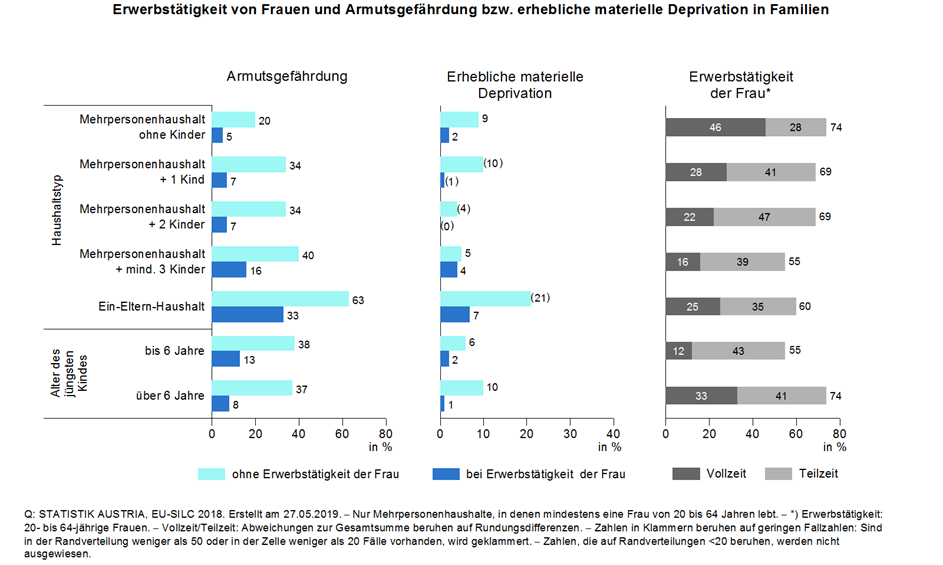 Erwerbstätigkeit von Frauen und Armutsgefährdung bzw. erhebliche materielle Deprivation in Familien
Armutsgefährdung
Erhebliche materielle
Deprivation
Erwerbstätigkeit
der Frau*
Haushaltstyp
Mehrpersonenhaushalt
ohne Kinder
20
5
9
2
46 28 74
Mehrpersonenhaushalt
+ 1 Kind
34
7
(10)
(1)
28 41 69
Mehrpersonenhaushalt
+ 2 Kinder
34
7
(4)
(0)
22 47 69
Mehrpersonenhaushalt
+ mind. 3 Kinder
40
16
5
4
16 39 55
Ein-Eltern-Haushalt
63
33
(21)
7
25 35 60
Alter des
jüngsten
Kindes
bis 6 Jahre
38
13
6
2
12 43 55
über 6 Jahre
37
8
10
1
33 41 74
0 20 40 60 80
in %
0 10 20 30 40
in %
0 20 40 60 80
in %
ohne Erwerbstätigkeit der Frau
bei Erwerbstätigkeit der Frau
Vollzeit
Teilzeit
Q: STATISTIK AUSTRIA, EU-SILC 2018. Erstellt am 27.05.2019. – Nur Mehrpersonenhaushalte, in denen mindestens eine Frau von 20 bis 64 Jahren lebt. – *) Erwerbstätigkeit:
20- bis 64-jährige Frauen. – Vollzeit/Teilzeit: Abweichungen zur Gesamtsumme beruhen auf Rundungsdifferenzen. – Zahlen in Klammern beruhen auf geringen Fallzahlen: Sind
in der Randverteilung weniger als 50 oder in der Zelle weniger als 20 Fälle vorhanden, wird geklammert. – Zahlen, die auf Randverteilungen <20 beruhen, werden nicht
ausgewiesen.